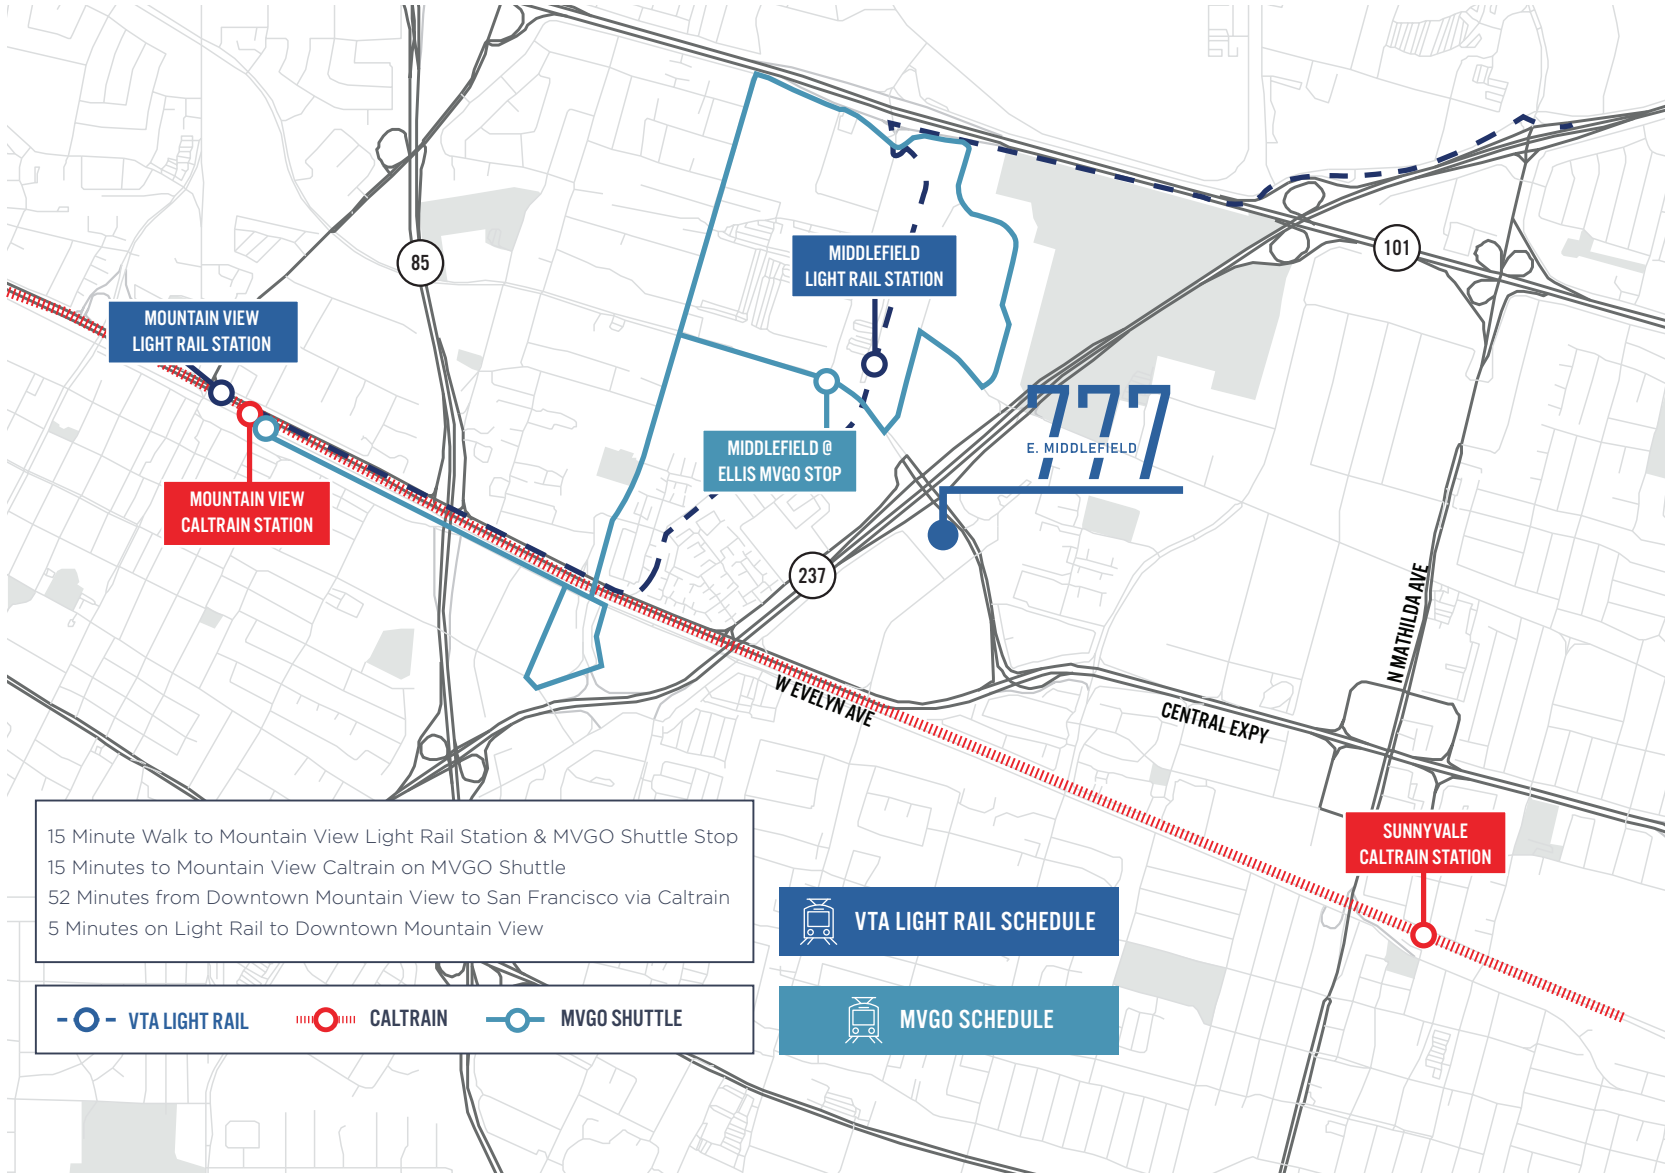 85
101
MIDDLEFIELD
LIGHT RAIL STATION
MOUNTAIN VIEW
LIGHT RAIL STATION
777
E. MIDDLEFIELD
MIDDLEFIELD @
ELLIS MVGO STOP
MOUNTAIN VIEW
CALTRAIN STATION
237
N MATHILDA AVE
W EVELYN AVE
CENTRAL EXPY
SUNNYVALE
CALTRAIN STATION
15 Minute Walk to Mountain View Light Rail Station & MVGO Shuttle Stop
15 Minutes to Mountain View Caltrain on MVGO Shuttle
52 Minutes from Downtown Mountain View to San Francisco via Caltrain
5 Minutes on Light Rail to Downtown Mountain View
VTA LIGHT RAIL SCHEDULE
VTA LIGHT RAIL
CALTRAIN
MVGO SHUTTLE
MVGO SCHEDULE